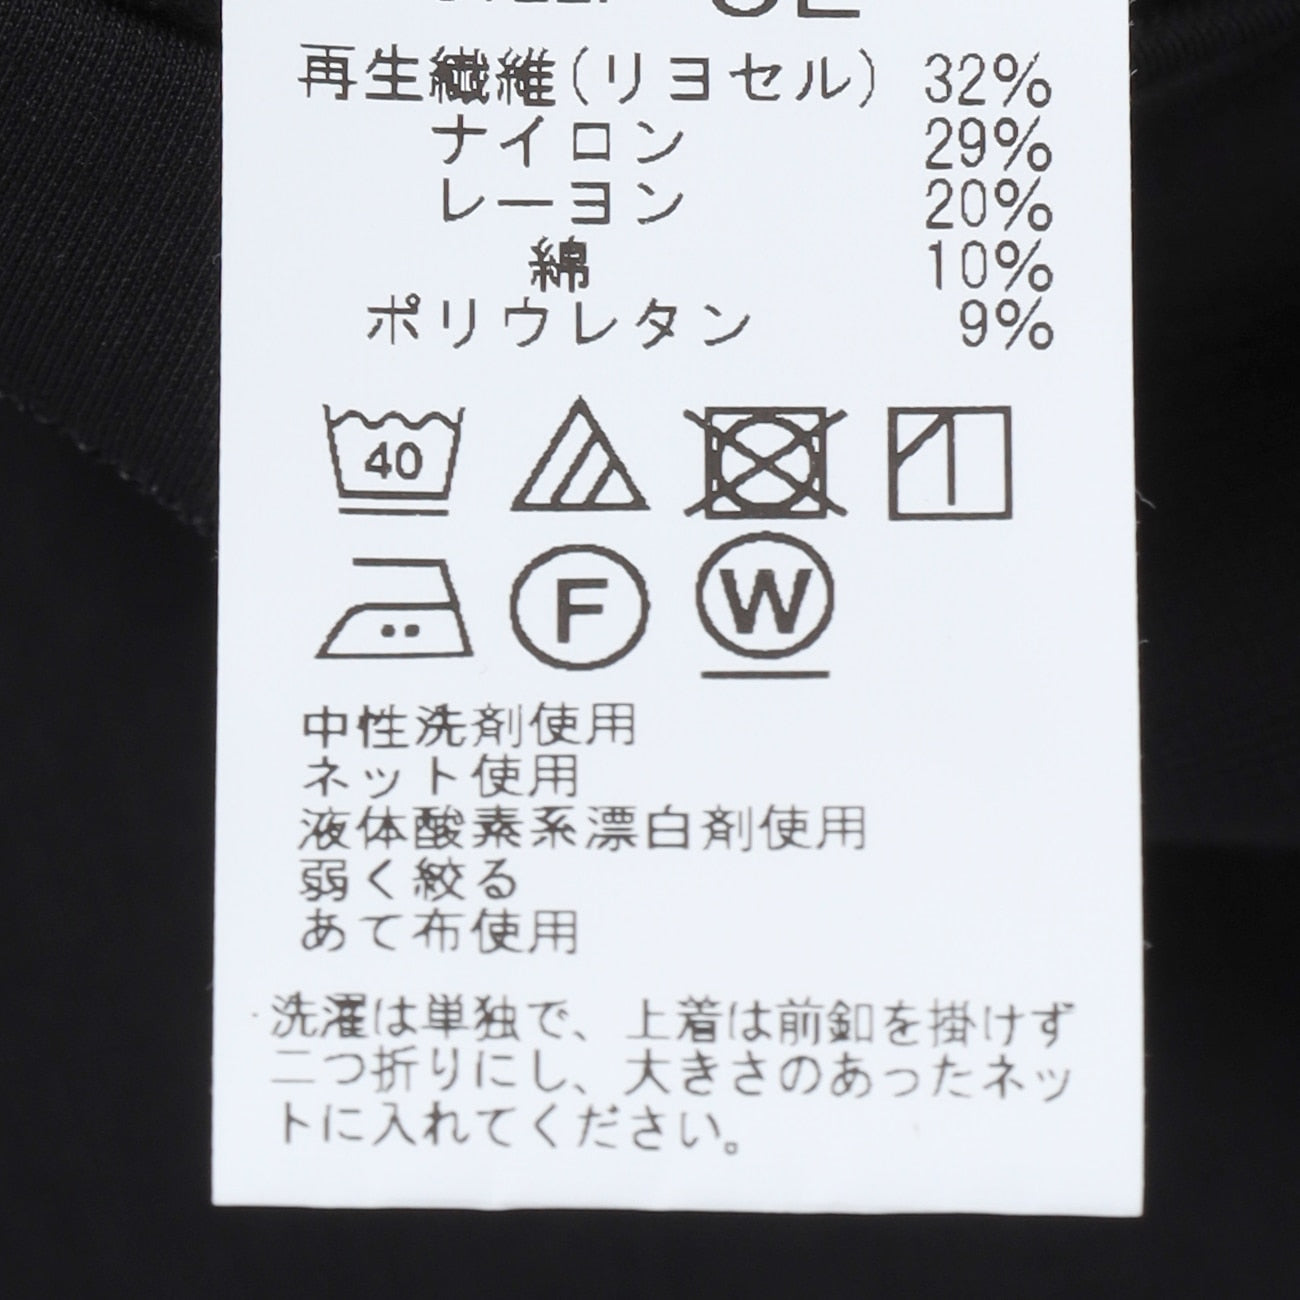 再生繊維(リヨセル) 32%
ナイロン 29%
レーヨン 20%
綿 10%
ポリウレタン 9%
40
F W
中性洗剤使用
ネット使用
液体酸素系漂白剤使用
弱く絞る
あて布使用
洗濯は単独で、上着は前釦を掛けず
二つ折りにし、大きさのあったネッ
トに入れてください。